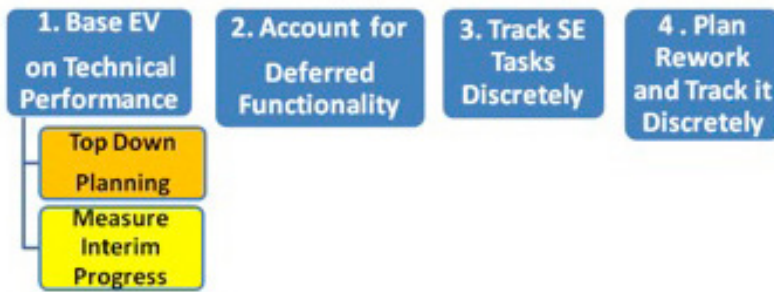 1. Base EV
on Technical
Performance
2. Account for
Deferred
Functionality
3. Track SE
Tasks
Discretely
4 . Plan
Rework
and Track it
Discretely
Top Down
Planning
Measure
Interim
Progress